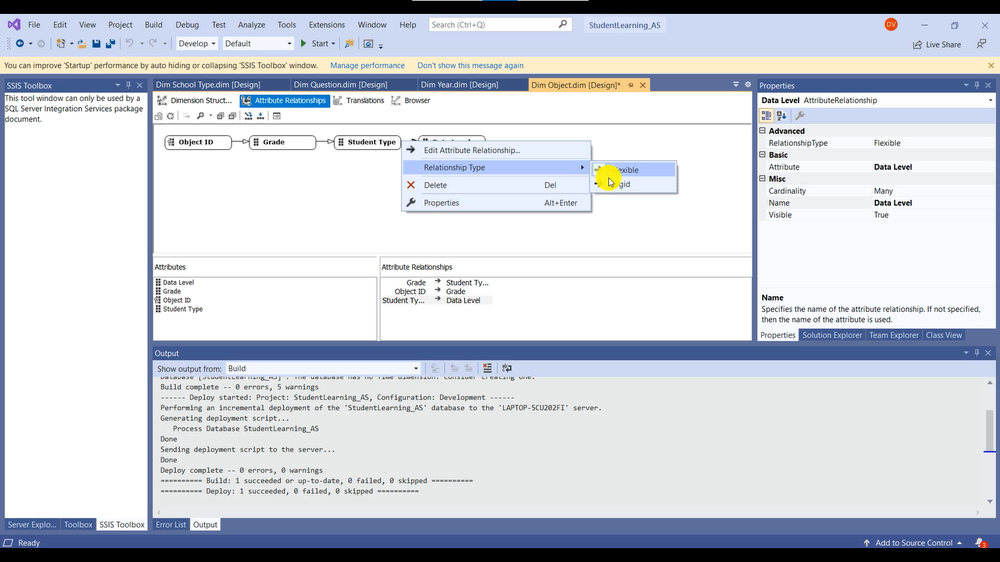 File Edit View Project Build Debug Test Analyze Tools Extensions Window Help Search (Ctrl+Q) StudentLearning_AS DV
Develop Default Start Live Share
You can improve 'Startup' performance by auto hiding or collapsing 'SSIS Toolbox' window. Manage performance Don't show this message again
SSIS Toolbox
This tool window can only be used by a
SQL Server Integration Services package
document.
Dim School Type.dim [Design] Dim Question.dim [Design] Dim Year.dim [Design] Dim Object.dim [Design]*
Dimension Struct... Attribute Relationships Translations Browser
Object ID Grade Student Type
Edit Attribute Relationship...
Relationship Type
Delete Del
Properties Alt+Enter
Attributes
Data Level
Grade
Object ID
Student Type
Attribute Relationships
Grade Student Ty...
Object ID Grade
Student Ty... Data Level
Properties
Data Level AttributeRelationship
Advanced
RelationshipType Flexible
Basic
Attribute Data Level
Misc
Cardinality Many
Name Data Level
Visible True
Name
Specifies the name of the attribute relationship. If not specified,
then the name of the attribute is used.
Properties Solution Explorer Team Explorer Class View
Output
Show output from: Build
Database [StudentLearning_AS] : The database has no Time dimension. Consider creating one.
Build complete -- 0 errors, 5 warnings
------ Deploy started: Project: StudentLearning_AS, Configuration: Development ------
Performing an incremental deployment of the 'StudentLearning_AS' database to the 'LAPTOP-5CU202FI' server.
Generating deployment script...
Process Database StudentLearning_AS
Done
Sending deployment script to the server...
Done
Deploy complete -- 0 errors, 0 warnings
========== Build: 1 succeeded or up-to-date, 0 failed, 0 skipped ==========
========== Deploy: 1 succeeded, 0 failed, 0 skipped ==========
Server Explo... Toolbox SSIS Toolbox Error List Output
Ready Add to Source Control 3